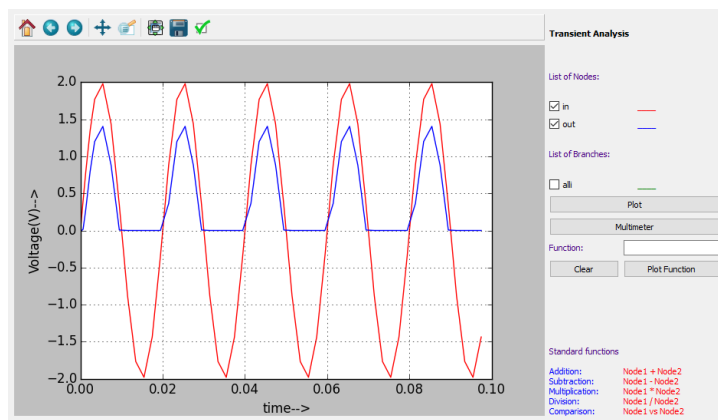 Transient Analysis
List of Nodes:
in
out
List of Branches:
alli
Plot
Multimeter
Function:
Clear
Plot Function
Standard functions
Addition: Node1 + Node2
Subtraction: Node1 - Node2
Multiplication: Node1 * Node2
Division: Node1 / Node2
Comparison: Node1 vs Node2
Voltage(V)-->
2.0
1.5
1.0
0.5
0.0
−0.5
−1.0
−1.5
−2.0
0.00 0.02 0.04 0.06 0.08 0.10
time-->